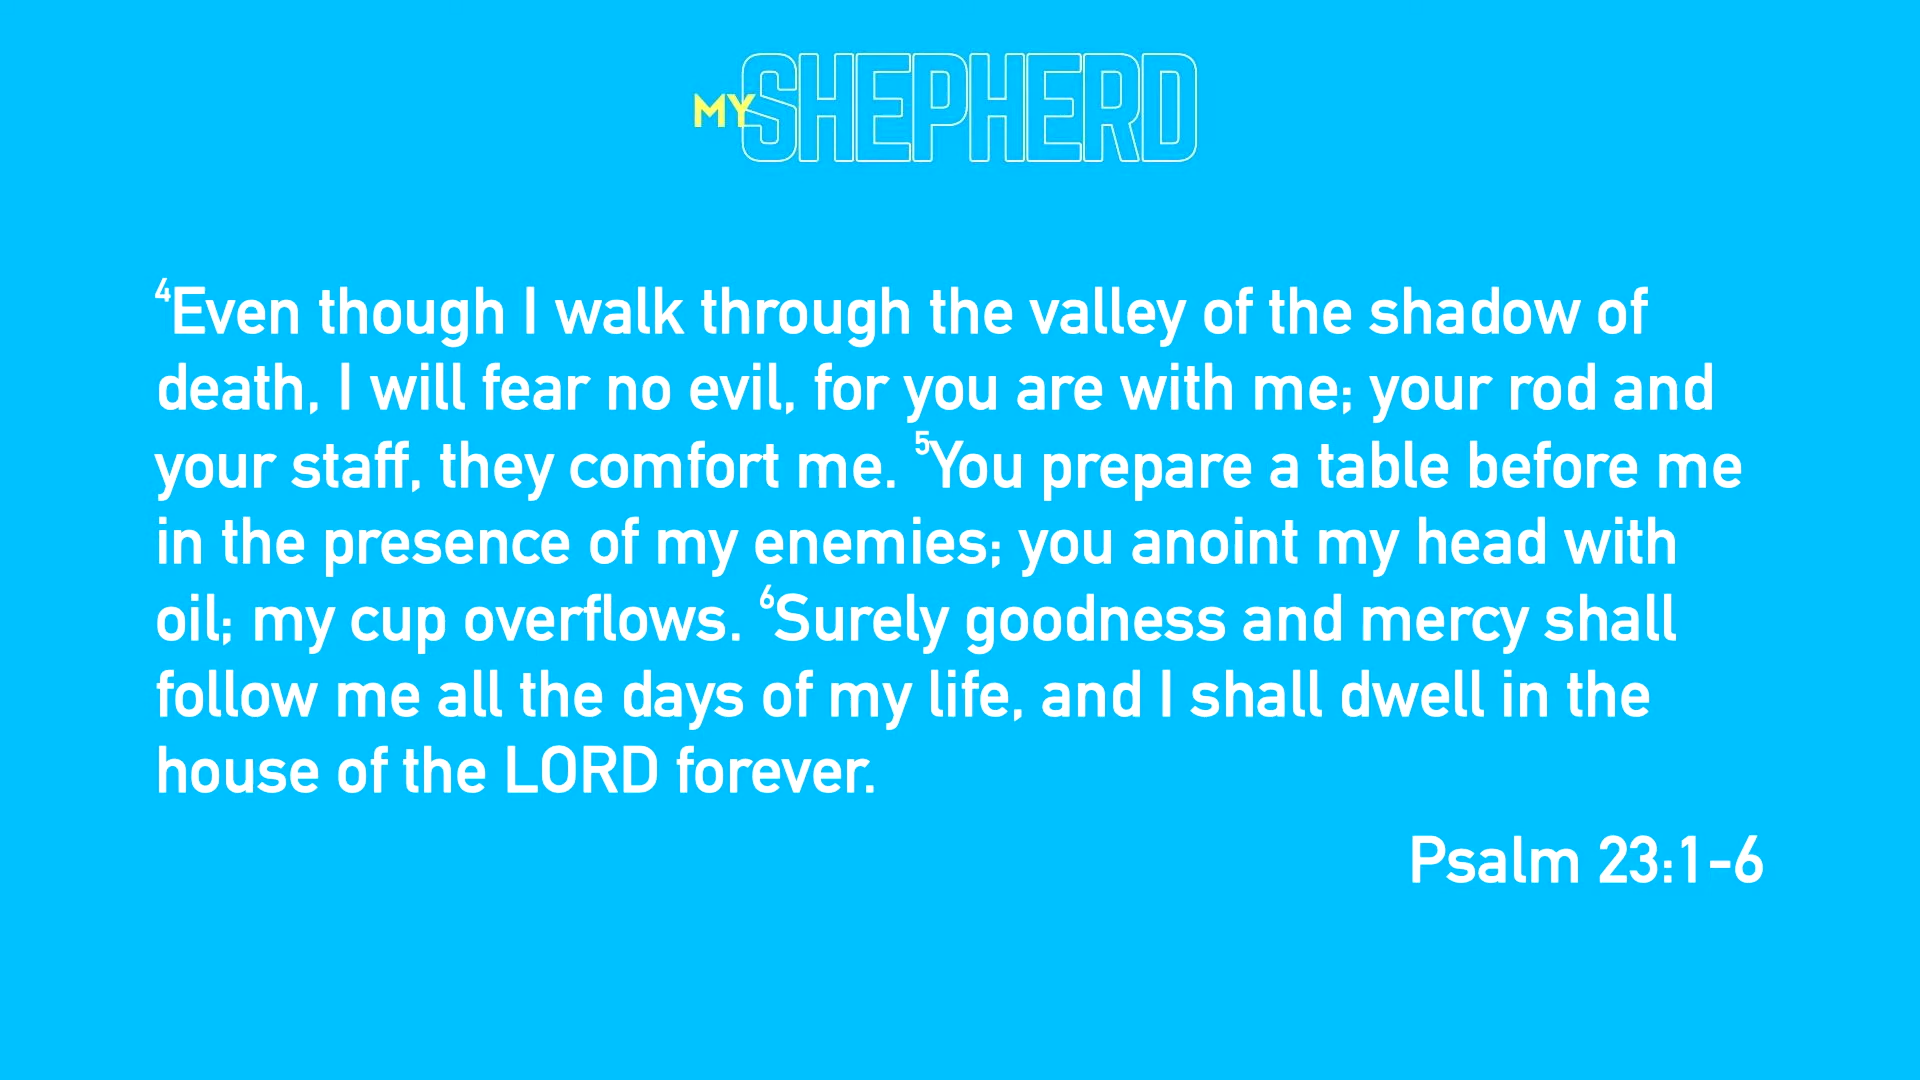 MY SHEPHERD
⁴Even though I walk through the valley of the shadow of
death, I will fear no evil, for you are with me; your rod and
your staff, they comfort me. ⁵You prepare a table before me
in the presence of my enemies; you anoint my head with
oil; my cup overflows. ⁶Surely goodness and mercy shall
follow me all the days of my life, and I shall dwell in the
house of the LORD forever.
Psalm 23:1-6